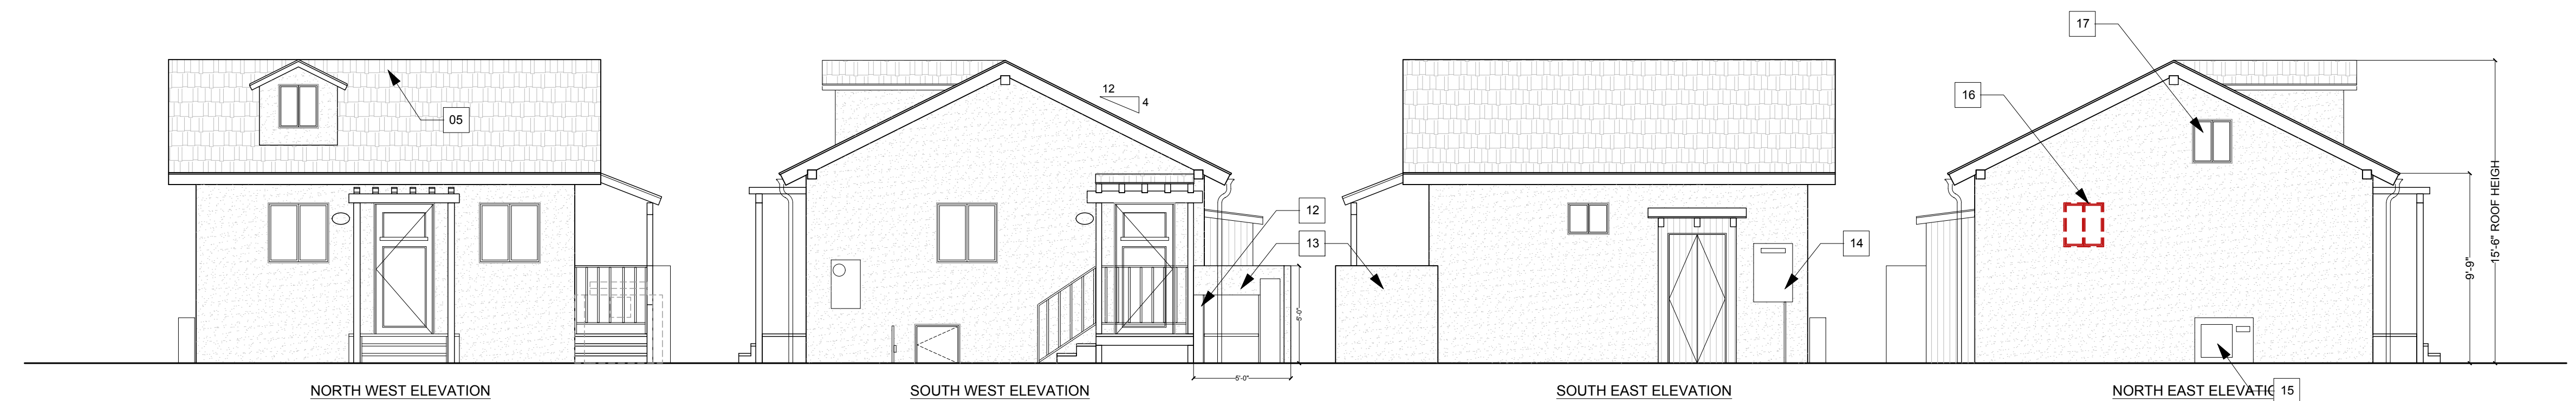 17
16
12
4
05
15'-6" ROOF HEIGH
12
13
14
9'-9"
5'-0"
5'-0"
15
NORTH WEST ELEVATION
SOUTH WEST ELEVATION
SOUTH EAST ELEVATION
NORTH EAST ELEVATIO